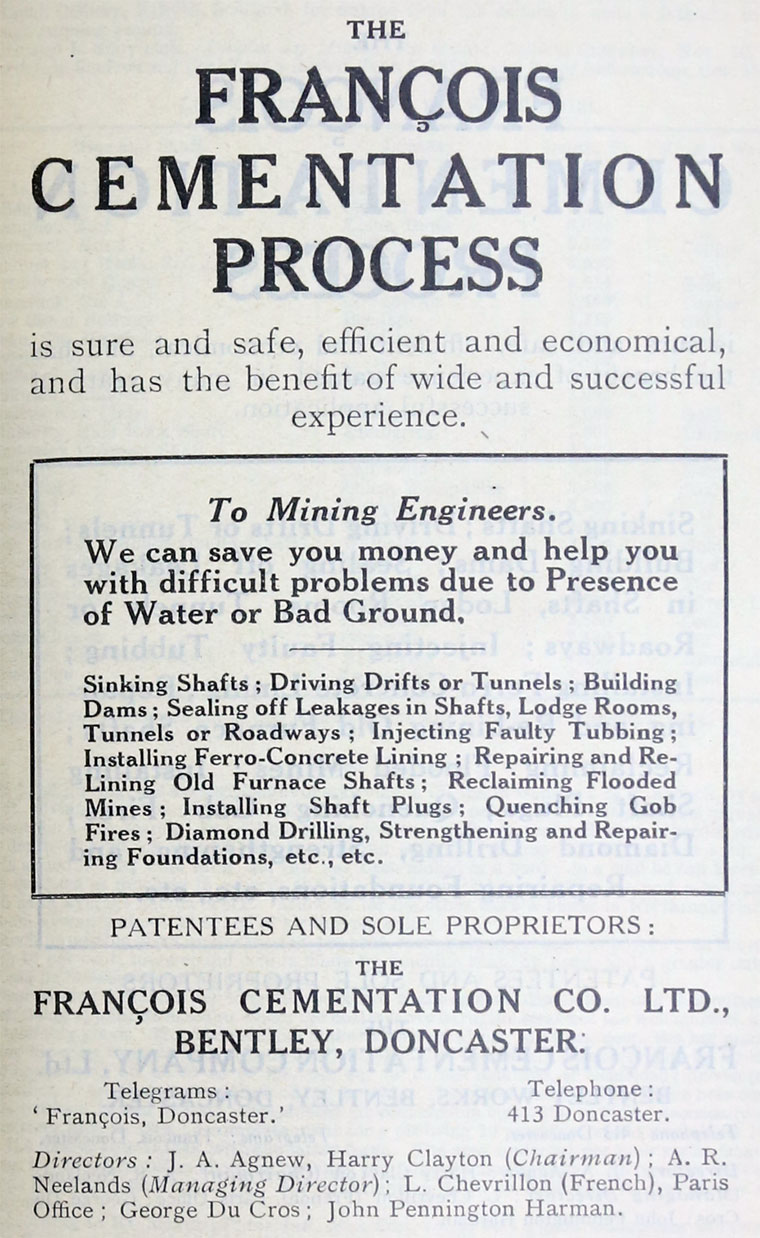 THE
FRANÇOIS
CEMENTATION
PROCESS
is sure and safe, efficient and economical,
and has the benefit of wide and successful
experience.
To Mining Engineers.
We can save you money and help you
with difficult problems due to Presence
of Water or Bad Ground.
Sinking Shafts ; Driving Drifts or Tunnels ; Building
Dams ; Sealing off Leakages in Shafts, Lodge Rooms,
Tunnels or Roadways ; Injecting Faulty Tubbing ;
Installing Ferro-Concrete Lining ; Repairing and Re-
Lining Old Furnace Shafts ; Reclaiming Flooded
Mines ; Installing Shaft Plugs ; Quenching Gob
Fires ; Diamond Drilling, Strengthening and Repair-
ing Foundations, etc., etc.
PATENTEES AND SOLE PROPRIETORS :
THE
FRANÇOIS CEMENTATION CO. LTD.,
BENTLEY, DONCASTER.
Telegrams :
‘ François, Doncaster.’
Telephone :
413 Doncaster.
Directors : J. A. Agnew, Harry Clayton (Chairman) ; A. R.
Neelands (Managing Director) ; L. Chevrillon (French), Paris
Office ; George Du Cros ; John Pennington Harman.